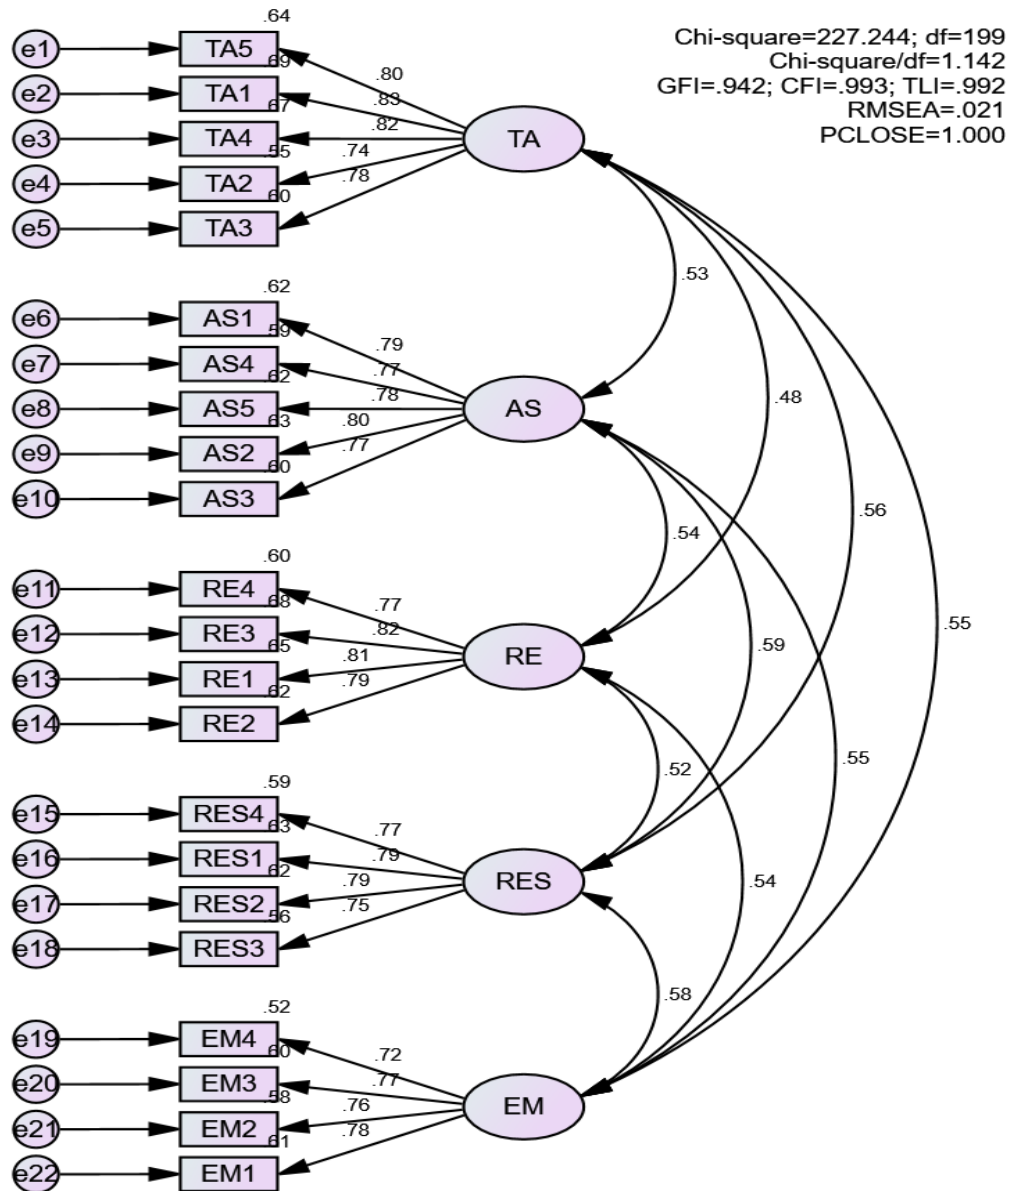 Chi-square=227.244; df=199
Chi-square/df=1.142
GFI=.942; CFI=.993; TLI=.992
RMSEA=.021
PCLOSE=1.000
.64
e1 TA5 .80
.69
e2 TA1 .83
.67
e3 TA4 .82 TA
.55
e4 TA2 .74
.60
e5 TA3 .78
.53
.62
e6 AS1 .79
.59
e7 AS4 .77
.62
e8 AS5 .78 AS
.63
e9 AS2 .80
.60
e10 AS3 .77
.48
.56
.54
.60
e11 RE4 .77
.68
e12 RE3 .82
.65
e13 RE1 .81 RE
.62
e14 RE2 .79
.59
.55
.52
.55
.59
e15 RES4 .77
.63
e16 RES1 .79
.62
e17 RES2 .79 RES
.56
e18 RES3 .75
.54
.58
.52
e19 EM4 .72
.60
e20 EM3 .77
.58
e21 EM2 .76 EM
.61
e22 EM1 .78